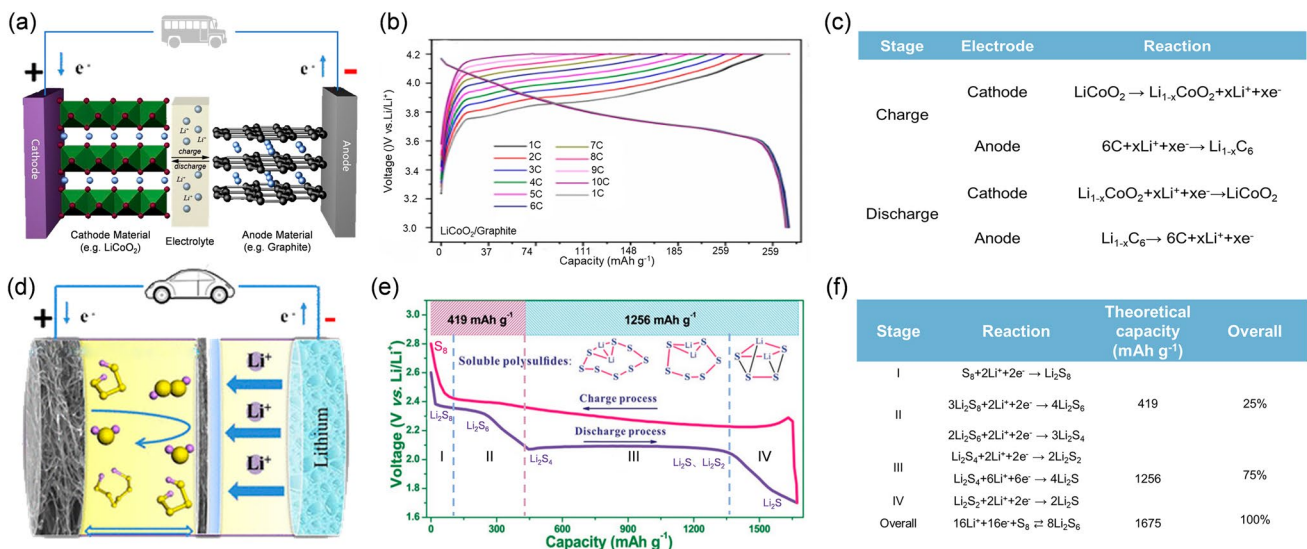 (a)
+
e⁻
e⁻
-
Cathode
Li⁺
Li⁺
Li⁺
charge
discharge
Li⁺
Anode
Cathode Material
(e.g. LiCoO₂)
Electrolyte
Anode Material
(e.g. Graphite)
(b)
Voltage (V vs.Li/Li⁺)
4.2
4.0
3.8
3.6
3.4
3.2
3.0
1C
2C
3C
4C
5C
6C
7C
8C
9C
10C
1C
LiCoO₂/Graphite
0 37 74 111 148 185 259 259
Capacity (mAh g⁻¹)
(c)
Stage Electrode Reaction
Charge
Cathode LiCoO₂→ Li₁₋ₓCoO₂+xLi⁺+xe⁻
Anode 6C+xLi⁺+xe⁻→ Li₁₋ₓC₆
Discharge
Cathode Li₁₋ₓCoO₂+xLi⁺+xe⁻→LiCoO₂
Anode Li₁₋ₓC₆→ 6C+xLi⁺+xe⁻
(d)
+
e⁻
e⁻
-
Li⁺
Li⁺
Li⁺
Lithium
(e)
Voltage (V vs. Li/Li⁺)
2.8
2.6
2.4
2.2
2.0
1.8
1.6
419 mAh g⁻¹
1256 mAh g⁻¹
S₈
Soluble polysulfides:
Charge process
Discharge process
Li₂S₈
Li₂S₆
Li₂S₄
Li₂S、Li₂S₂
Li₂S
I II III IV
0 300 600 900 1200 1500
Capacity (mAh g⁻¹)
(f)
Stage Reaction Theoretical capacity (mAh g⁻¹) Overall
I S₈+2Li⁺+2e⁻ → Li₂S₈
II 3Li₂S₈+2Li⁺+2e⁻ → 4Li₂S₆ 419 25%
2Li₂S₆+2Li⁺+2e⁻ → 3Li₂S₄
III Li₂S₄+2Li⁺+2e⁻ → 2Li₂S₂
Li₂S₄+6Li⁺+6e⁻ → 4Li₂S 1256 75%
IV Li₂S₂+2Li⁺+2e⁻ → 2Li₂S
Overall 16Li⁺+16e⁻+S₈ ⇄ 8Li₂S₆ 1675 100%